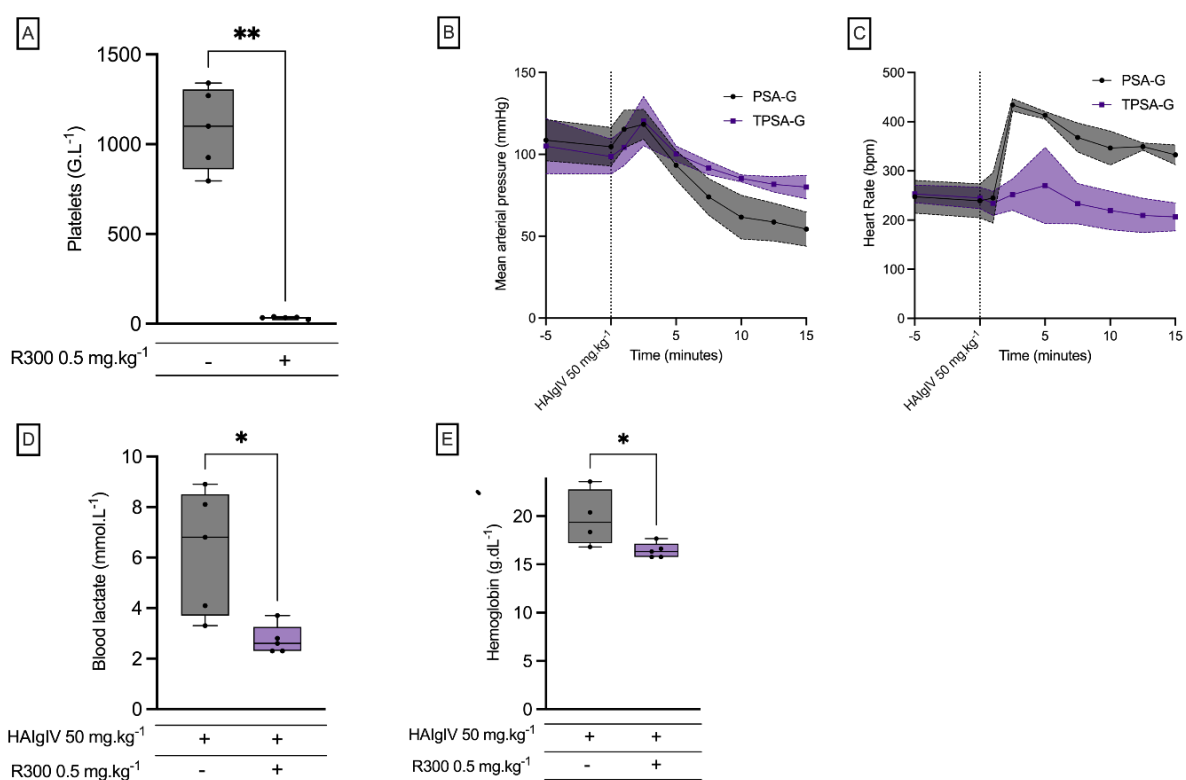 A
**
Platelets (G.L-1)
1500
1000
500
0
R300 0.5 mg.kg-1
-
+
B
PSA-G
TPSA-G
Mean arterial pressure (mmHg)
150
100
50
0
-5
5
10
15
Time (minutes)
HAIgIV 50 mg.kg-1
C
PSA-G
TPSA-G
Heart Rate (bpm)
500
400
300
200
100
0
-5
5
10
15
Time (minutes)
HAIgIV 50 mg.kg-1
D
*
Blood lactate (mmol.L-1)
10
8
6
4
2
0
HAIgIV 50 mg.kg-1
+
+
R300 0.5 mg.kg-1
-
+
E
*
Hemoglobin (g.dL-1)
20
15
10
5
0
HAIgIV 50 mg.kg-1
+
+
R300 0.5 mg.kg-1
-
+